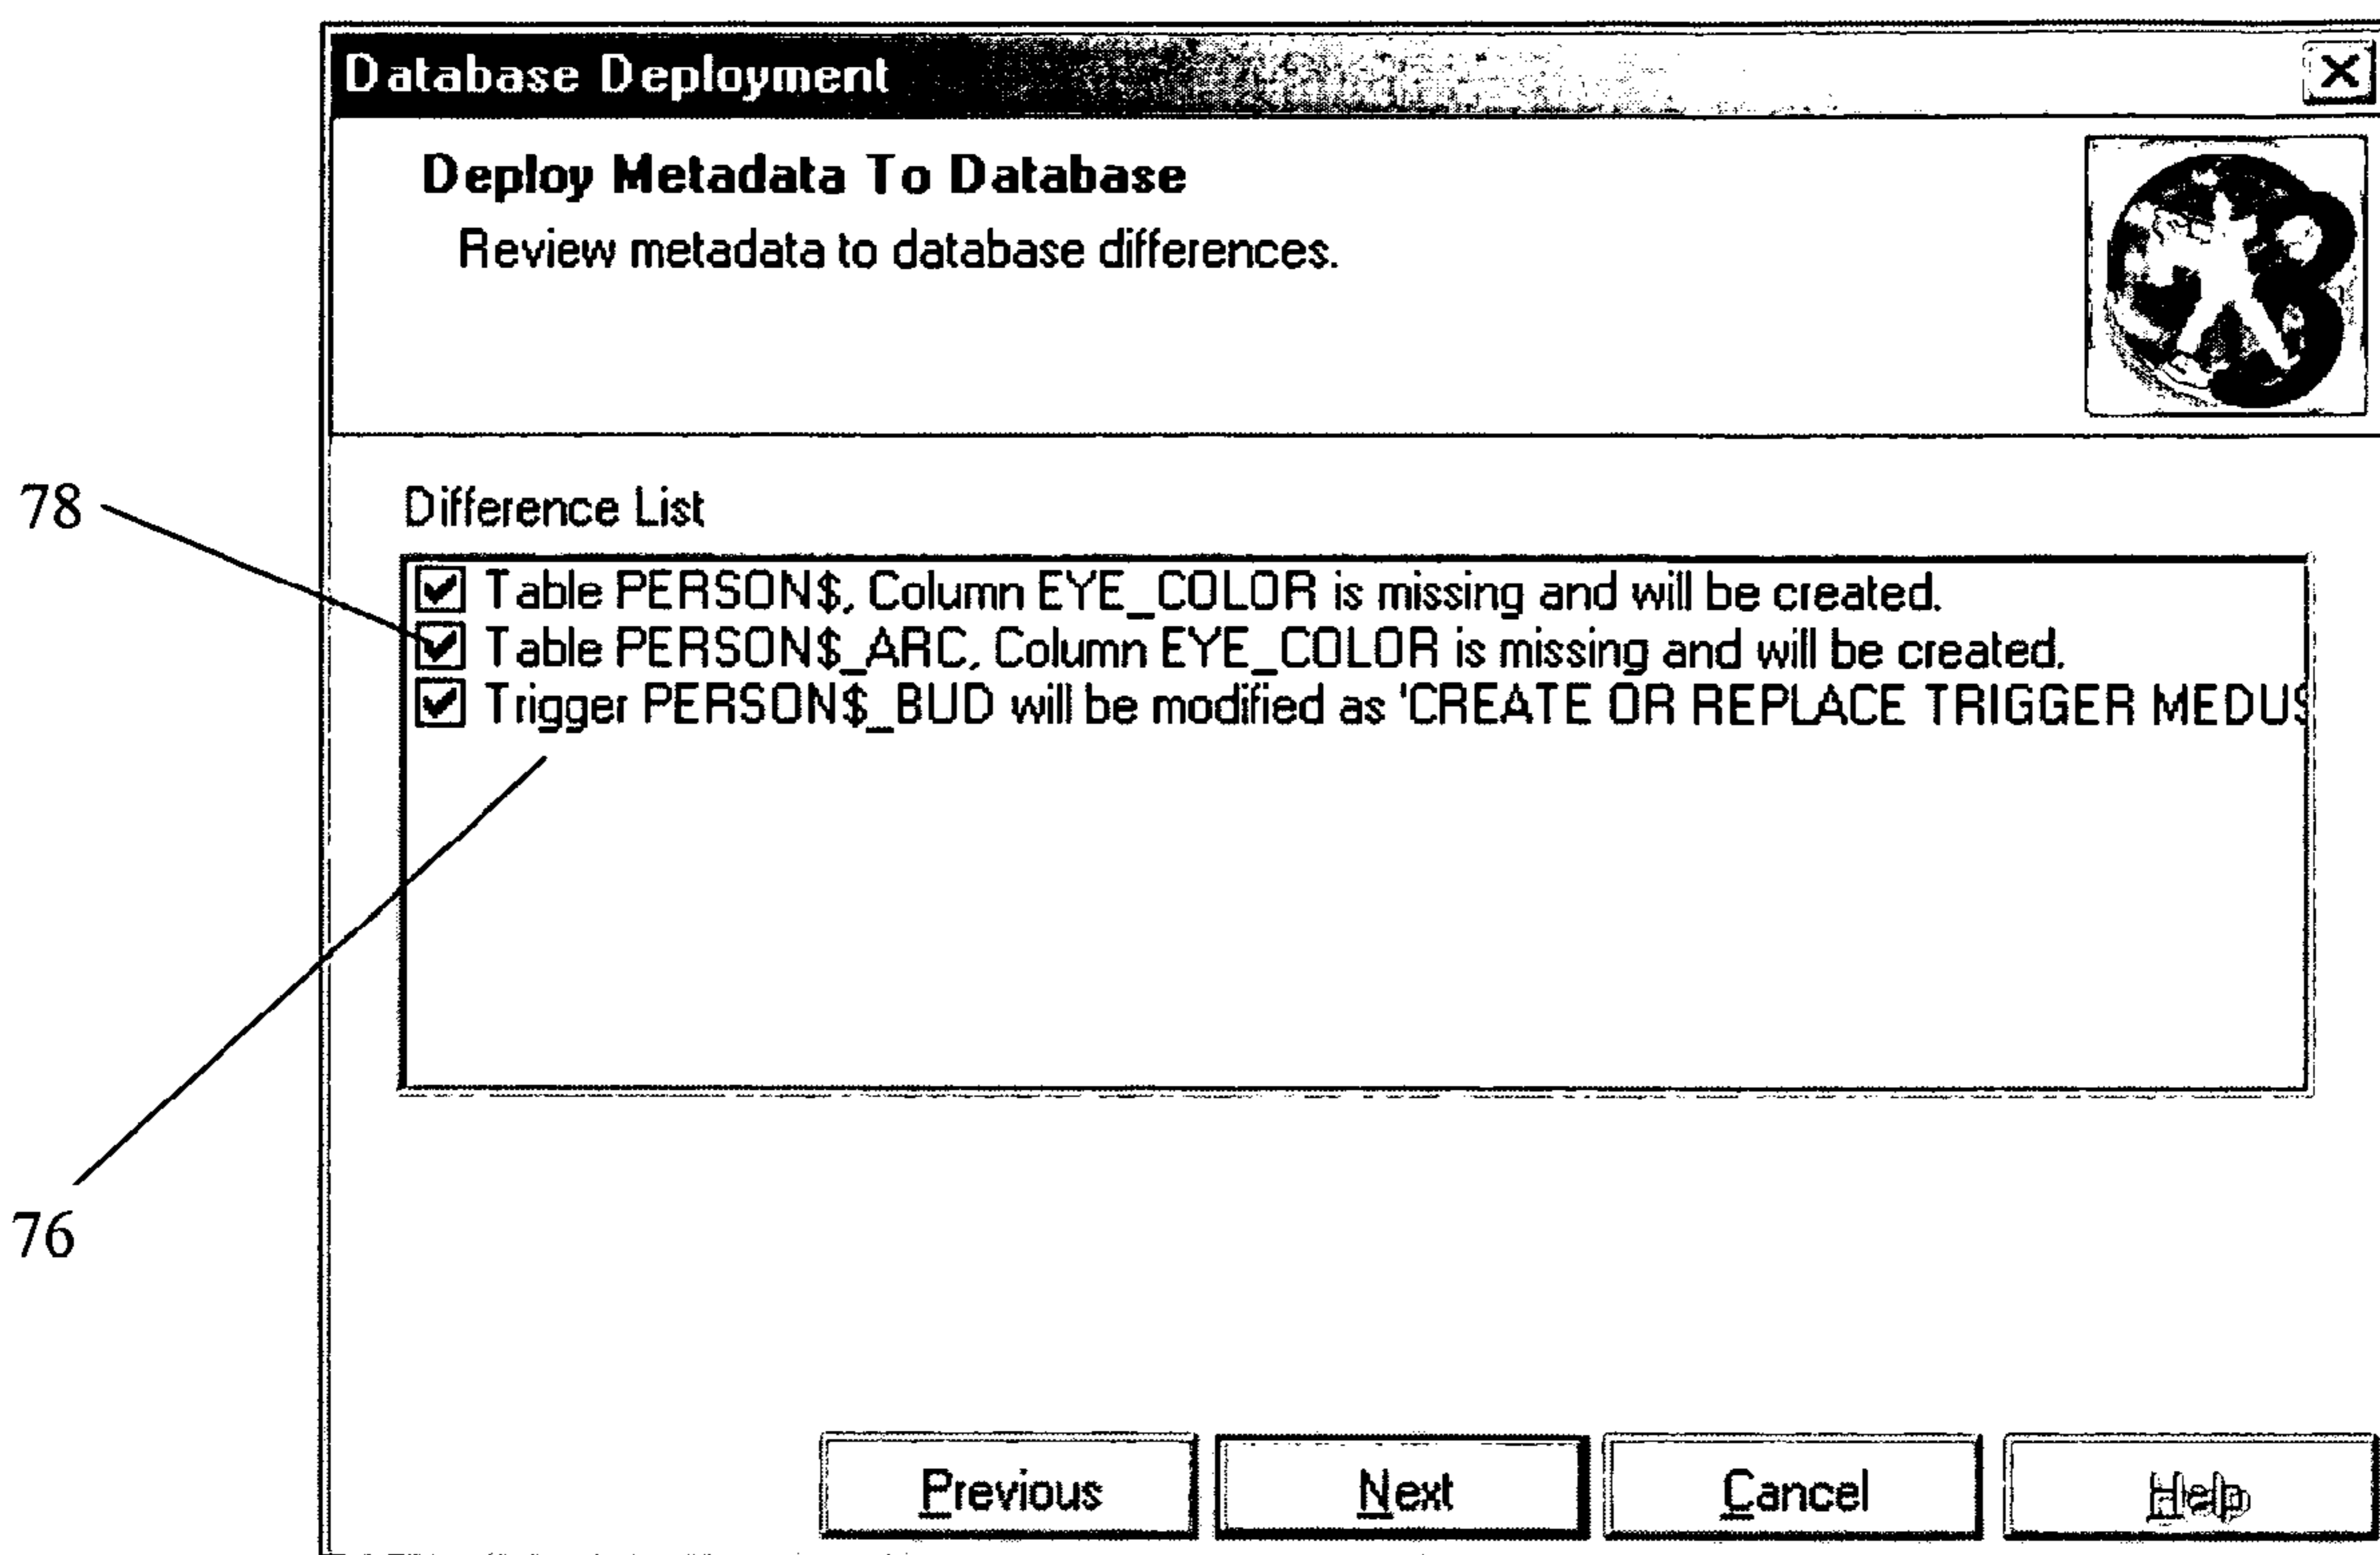 Database Deployment
Deploy Metadata To Database
Review metadata to database differences.
78
Difference List
Table PERSON$, Column EYE_COLOR is missing and will be created.
Table PERSON$_ARC, Column EYE_COLOR is missing and will be created.
Trigger PERSON$_BUD will be modified as 'CREATE OR REPLACE TRIGGER MEDUS
76
Previous Next Cancel Help